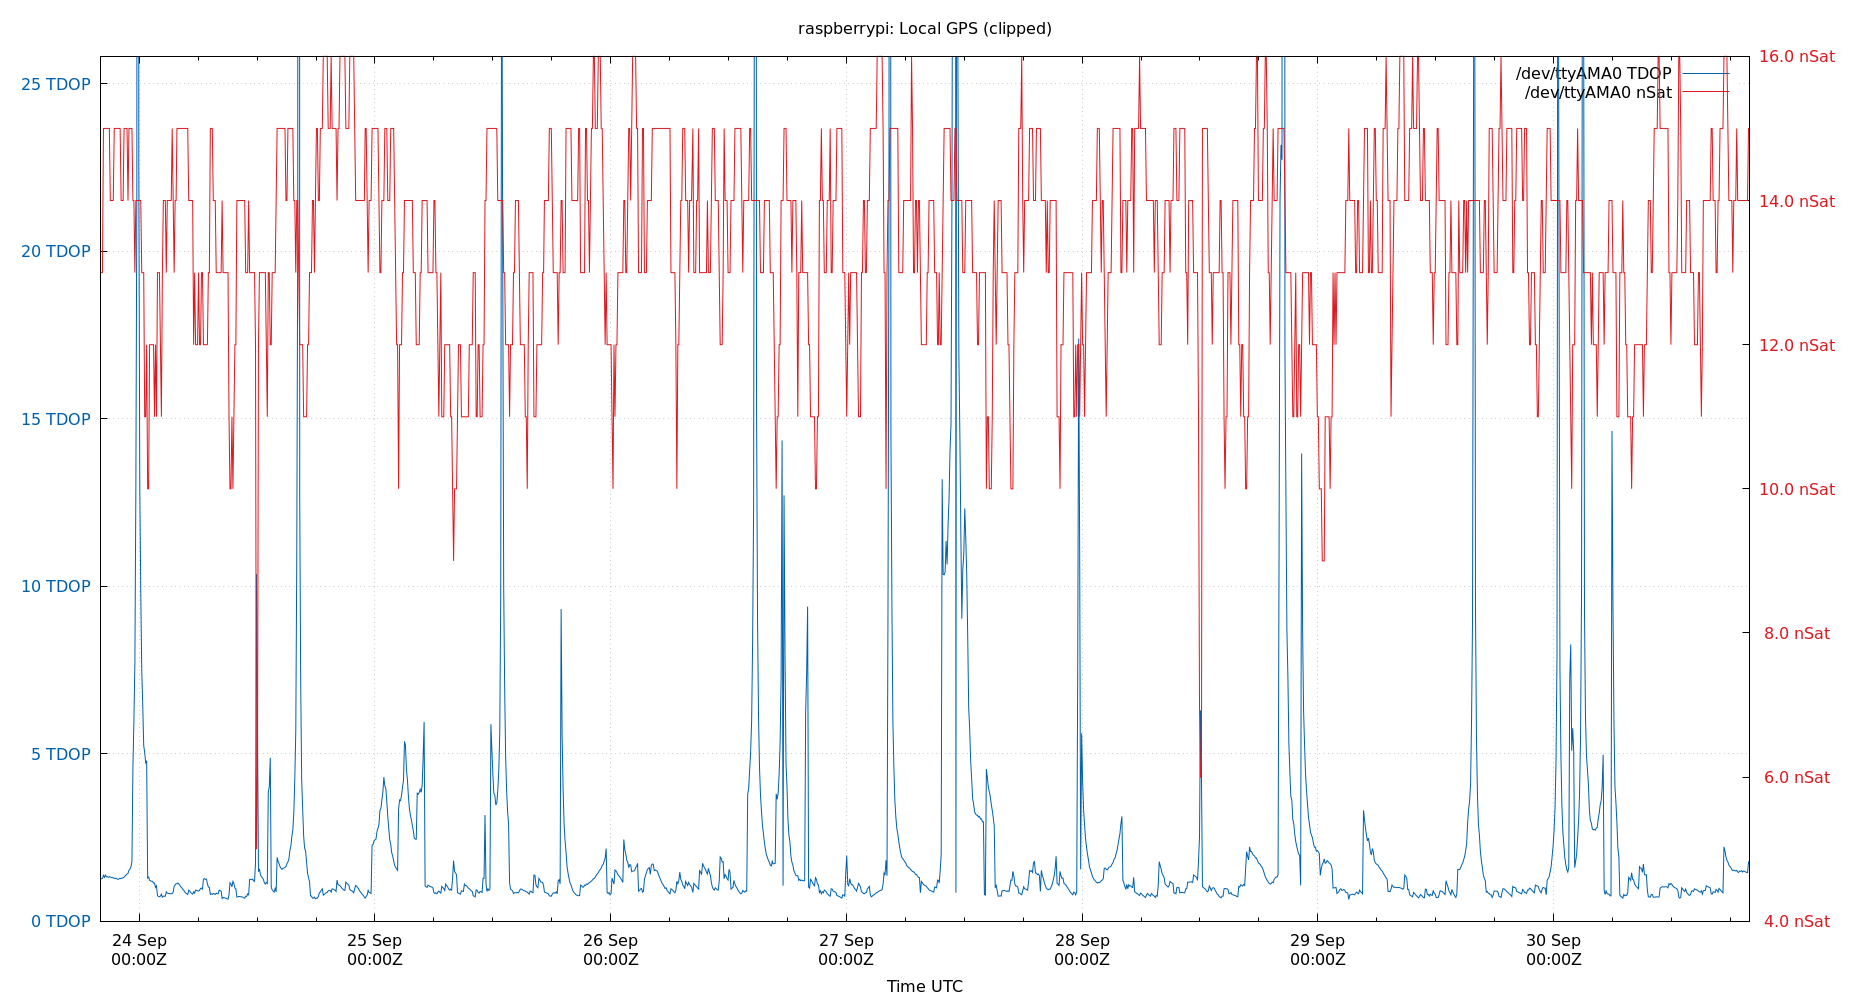 raspberrypi: Local GPS (clipped)
/dev/ttyAMA0 TDOP
/dev/ttyAMA0 nSat
25 TDOP
20 TDOP
15 TDOP
10 TDOP
5 TDOP
0 TDOP
16.0 nSat
14.0 nSat
12.0 nSat
10.0 nSat
8.0 nSat
6.0 nSat
4.0 nSat
24 Sep
00:00Z
25 Sep
00:00Z
26 Sep
00:00Z
27 Sep
00:00Z
28 Sep
00:00Z
29 Sep
00:00Z
30 Sep
00:00Z
Time UTC